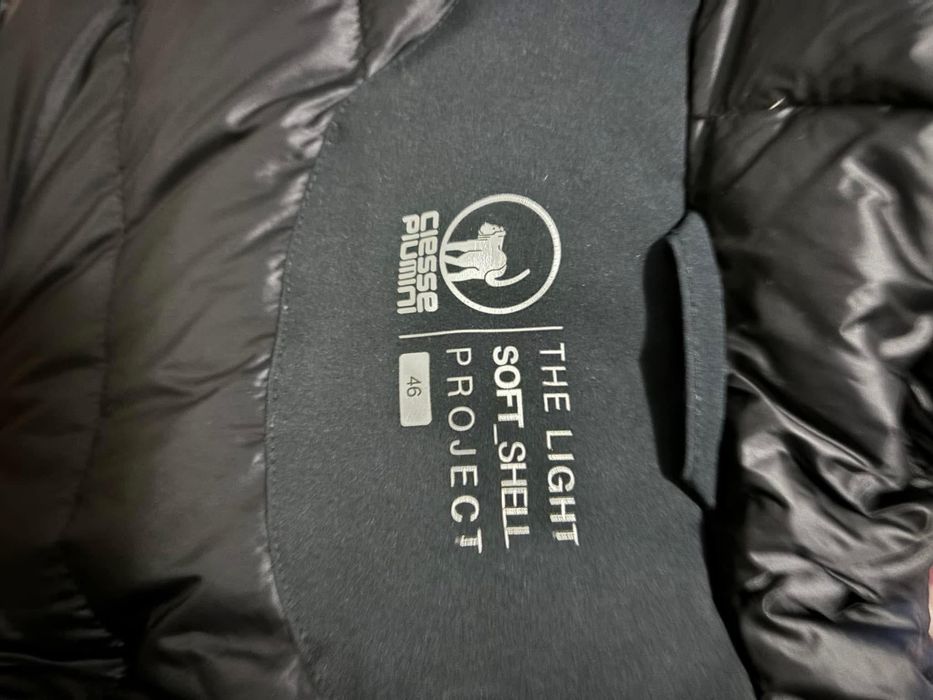 ciesse
piumini
THE LIGHT
SOFT_SHELL
PROJECT
46